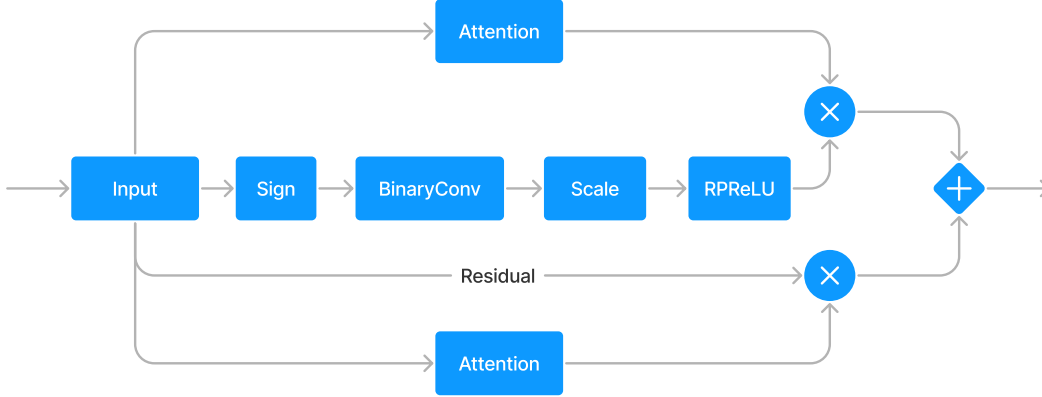 Attention
Input
Sign
BinaryConv
Scale
RPReLU
Residual
Attention